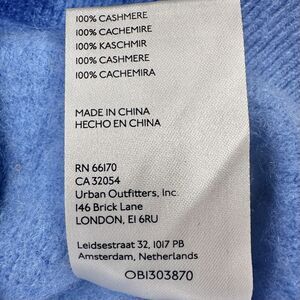 100% CASHMERE
100% CACHEMIRE
100% KASCHMIR
100% CASHMERE
100% CACHEMIRA
MADE IN CHINA
HECHO EN CHINA
RN 66170
CA 32054
Urban Outfitters, Inc.
146 Brick Lane
LONDON, E1 6RU
Leidsestraat 32, 1017 PB
Amsterdam, Netherlands
OB1303870